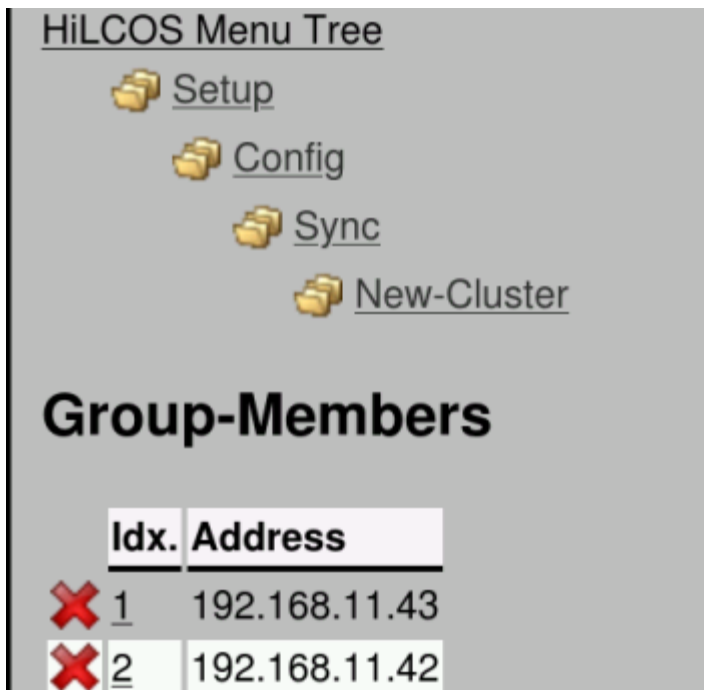 HiLCOS Menu Tree
Setup
Config
Sync
New-Cluster
Group-Members
Idx. Address
1 192.168.11.43
2 192.168.11.42